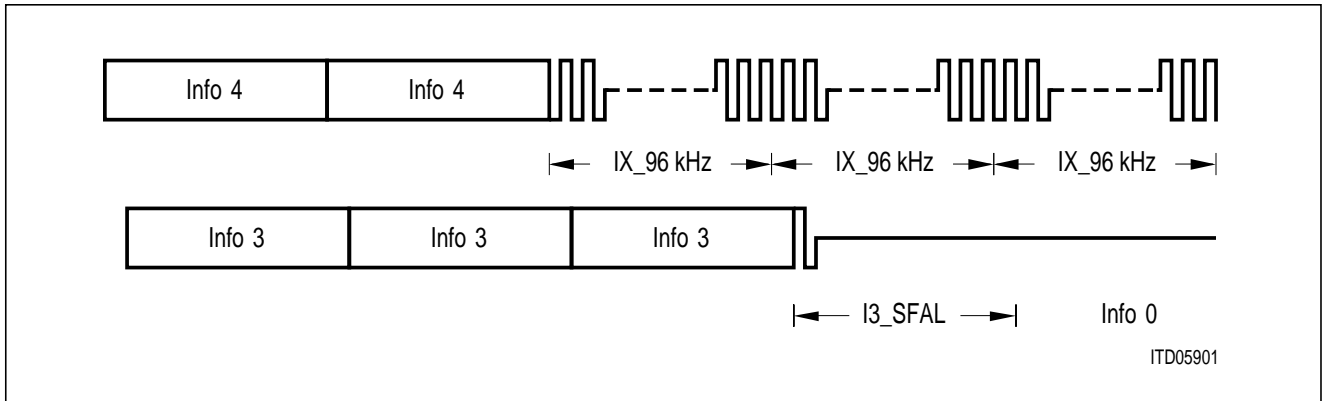 Info 4 Info 4
IX_96 kHz IX_96 kHz IX_96 kHz
Info 3 Info 3 Info 3
I3_SFAL Info 0
ITD05901